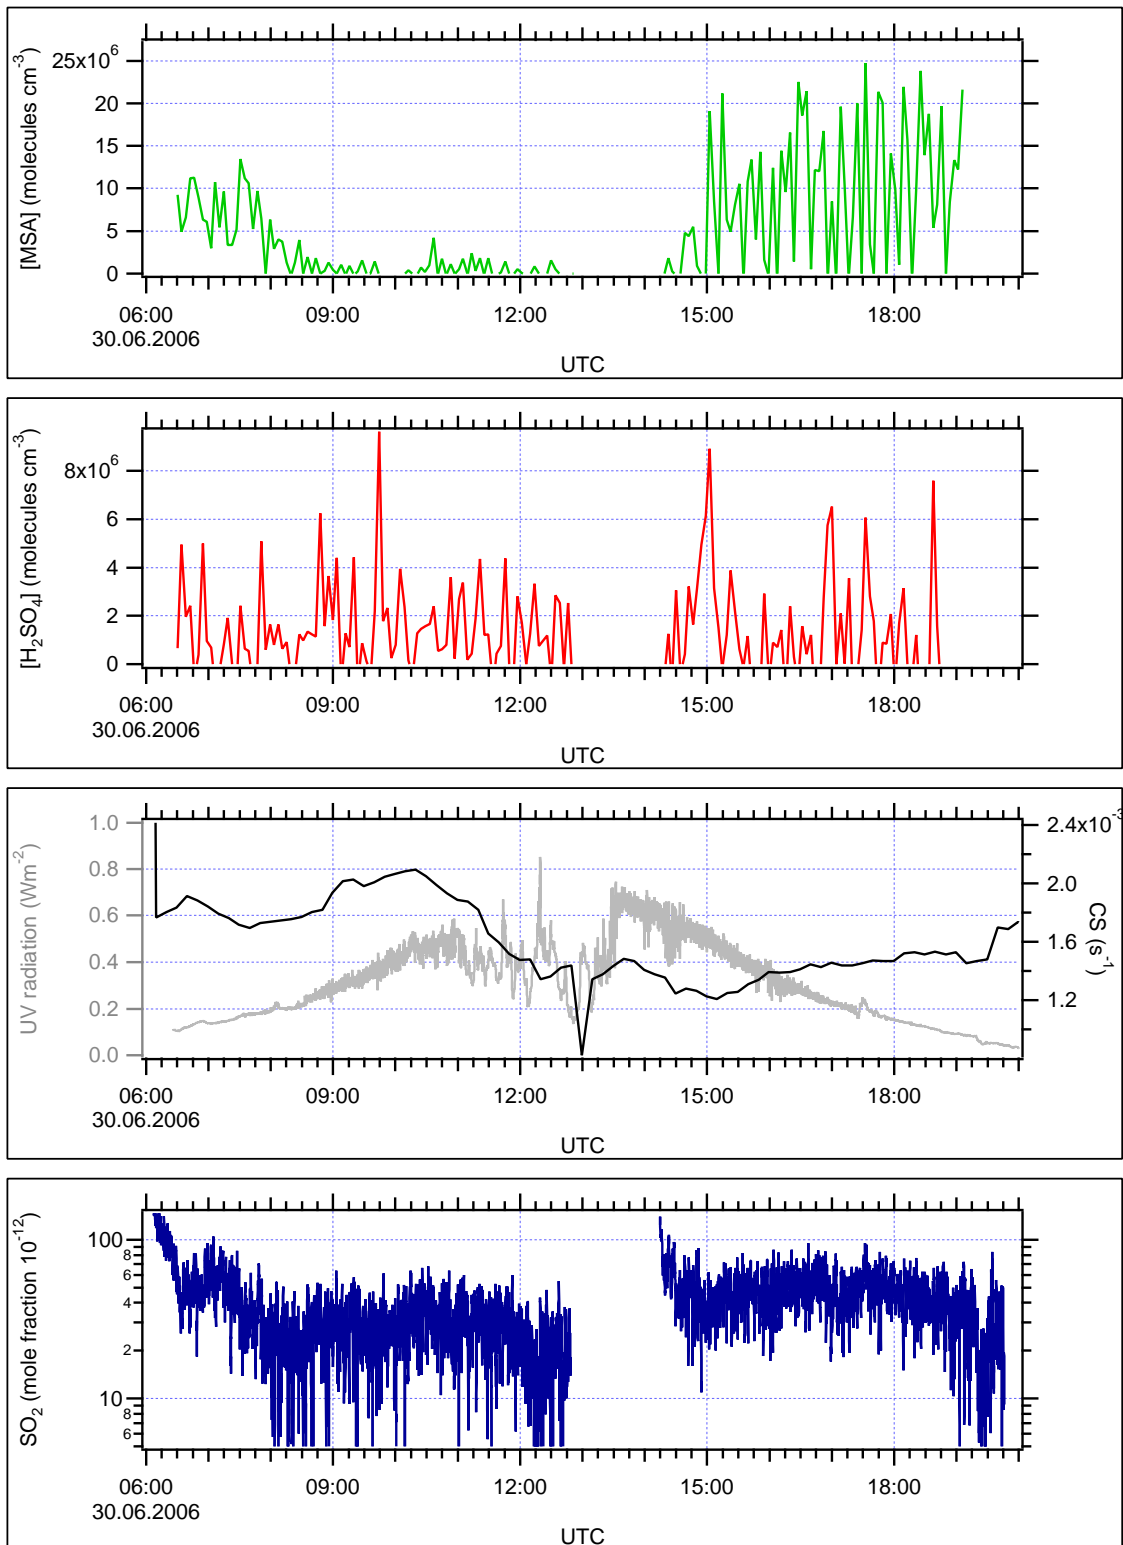 [MSA] (molecules cm⁻³)
25x10⁶
20
15
10
5
0
06:00 09:00 12:00 15:00 18:00
30.06.2006
UTC
[H₂SO₄] (molecules cm⁻³)
8x10⁶
6
4
2
0
06:00 09:00 12:00 15:00 18:00
30.06.2006
UTC
UV radiation (Wm⁻²)
1.0
0.8
0.6
0.4
0.2
0.0
2.4x10⁻³
2.0
1.6
1.2
CS (s⁻¹)
06:00 09:00 12:00 15:00 18:00
30.06.2006
UTC
SO₂ (mole fraction 10⁻¹²)
100
8
6
4
2
10
8
6
06:00 09:00 12:00 15:00 18:00
30.06.2006
UTC